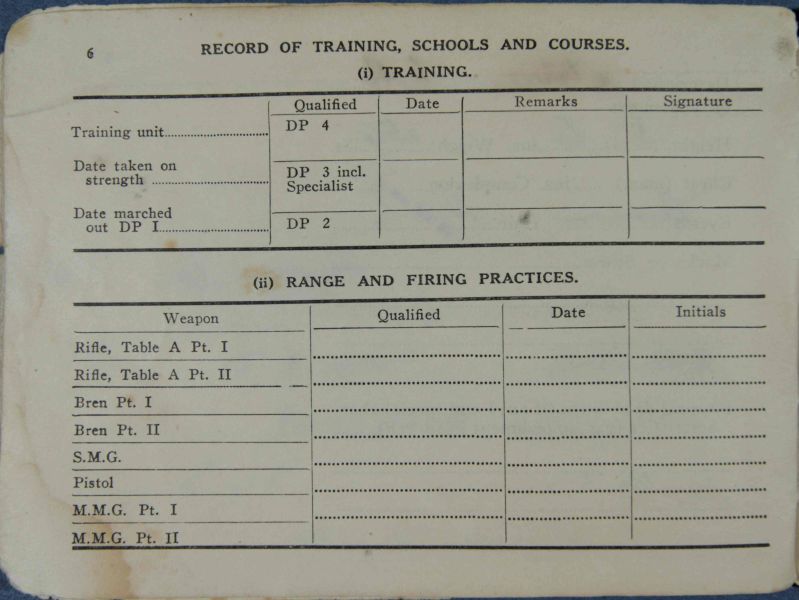 6
RECORD OF TRAINING, SCHOOLS AND COURSES.
(i) TRAINING.
Qualified Date Remarks Signature
Training unit DP 4
Date taken on
strength DP 3 incl.
Specialist
Date marched
out DP I DP 2
(ii) RANGE AND FIRING PRACTICES.
Weapon Qualified Date Initials
Rifle, Table A Pt. I
Rifle, Table A Pt. II
Bren Pt. I
Bren Pt. II
S.M.G.
Pistol
M.M.G. Pt. I
M.M.G. Pt. II